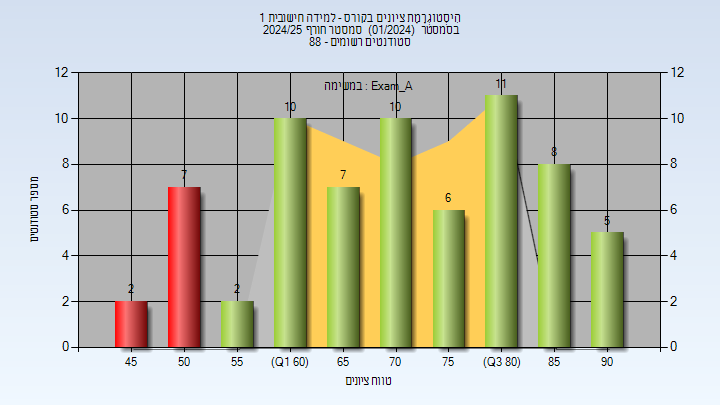 היסטוגרמת ציונים בקורס - למידה חישובית 1
בסמסטר (01/2024) סמסטר חורף 2024/25
סטודנטים רשומים - 88
במשימה : Exam_A
מספר סטודנטים
12 12
10 10
8 8
6 6
4 4
2 2
0 0
2 7 2 10 7 10 6 11 8 5
45 50 55 (Q1 60) 65 70 75 (Q3 80) 85 90
טווח ציונים